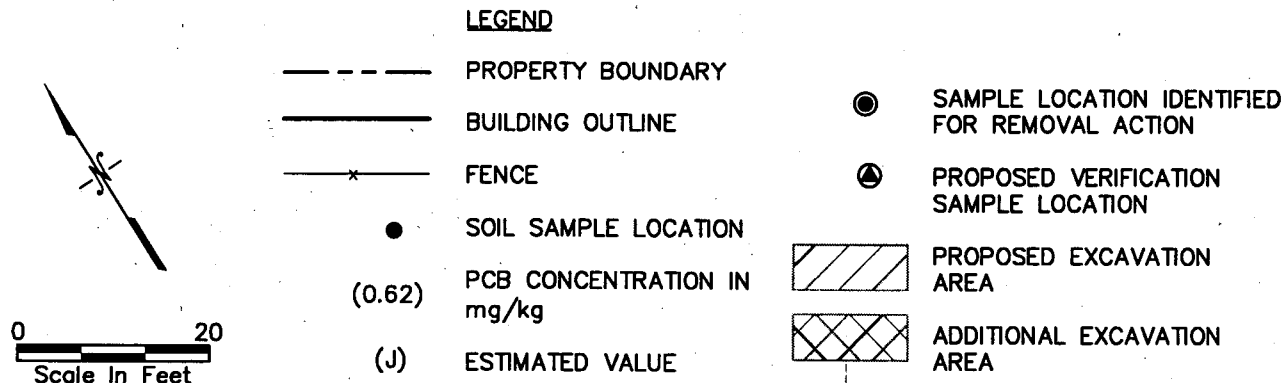 LEGEND
PROPERTY BOUNDARY
BUILDING OUTLINE
x FENCE
SOIL SAMPLE LOCATION
(0.62) PCB CONCENTRATION IN
mg/kg
(J) ESTIMATED VALUE
SAMPLE LOCATION IDENTIFIED
FOR REMOVAL ACTION
PROPOSED VERIFICATION
SAMPLE LOCATION
PROPOSED EXCAVATION
AREA
ADDITIONAL EXCAVATION
AREA
N
0 20
Scale In Feet